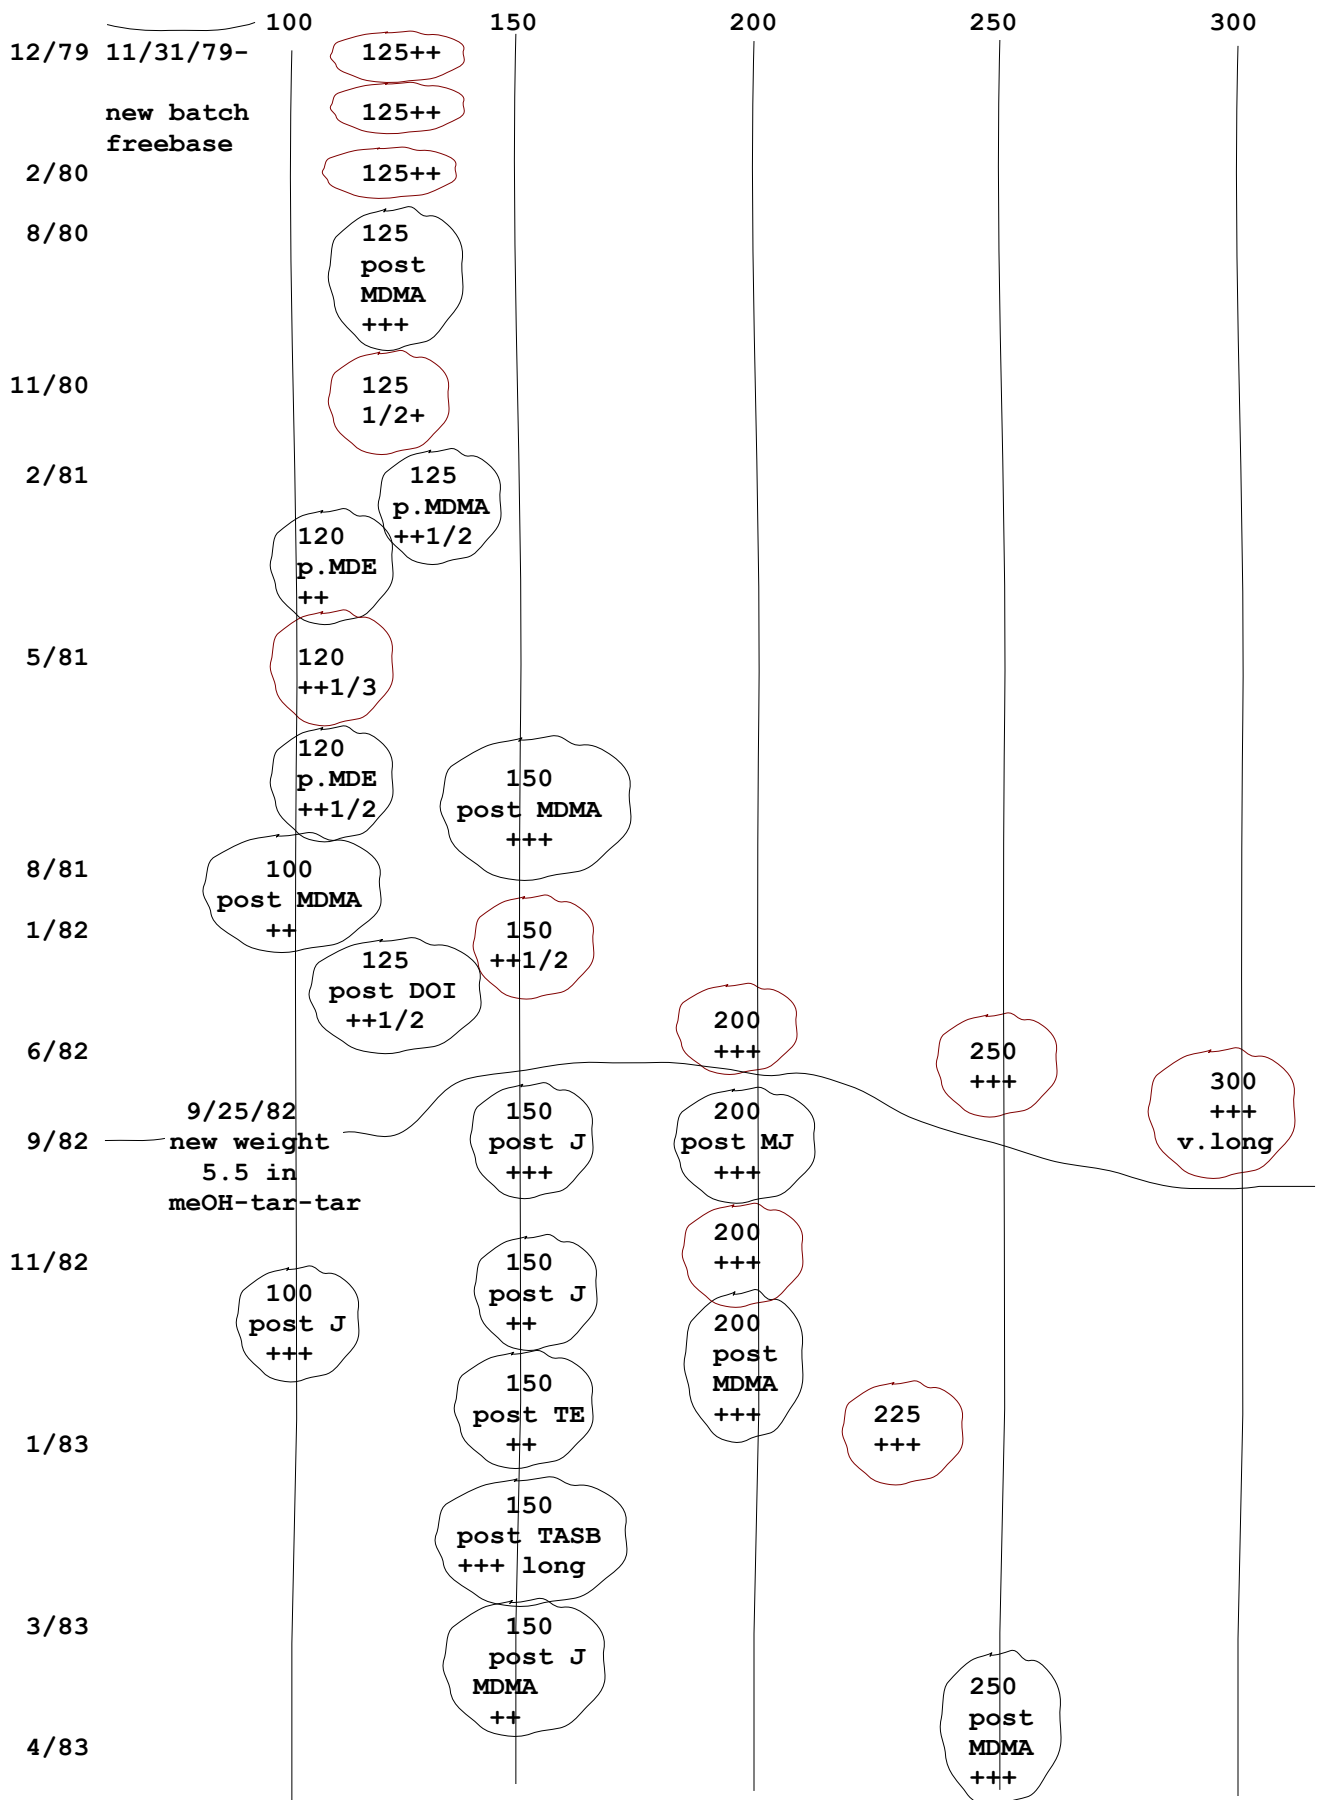 100 150 200 250 300
12/79 11/31/79- 125++
new batch 125++
freebase
2/80 125++
8/80 125
post
MDMA
+++
11/80 125
1/2+
2/81 125
p.MDMA
120 ++1/2
p.MDE
++
5/81 120
++1/3
120
p.MDE 150
++1/2 post MDMA
+++
8/81 100
post MDMA
1/82 ++ 150
125 ++1/2
post DOI
++1/2 200
6/82 +++ 250
+++ 300
9/25/82 150 200 +++
9/82 new weight post J post MJ v.long
5.5 in +++ +++
meOH-tar-tar
200
11/82 150 +++
100 post J
post J ++ 200
+++ post
150 MDMA
post TE +++ 225
1/83 ++ +++
150
post TASB
+++ long
3/83 150
post J
MDMA 250
++ post
4/83 MDMA
+++